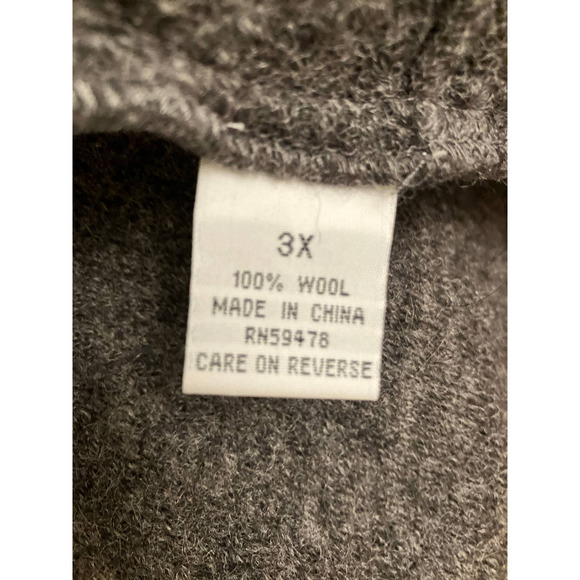 3X
100% WOOL
MADE IN CHINA
RN59478
CARE ON REVERSE